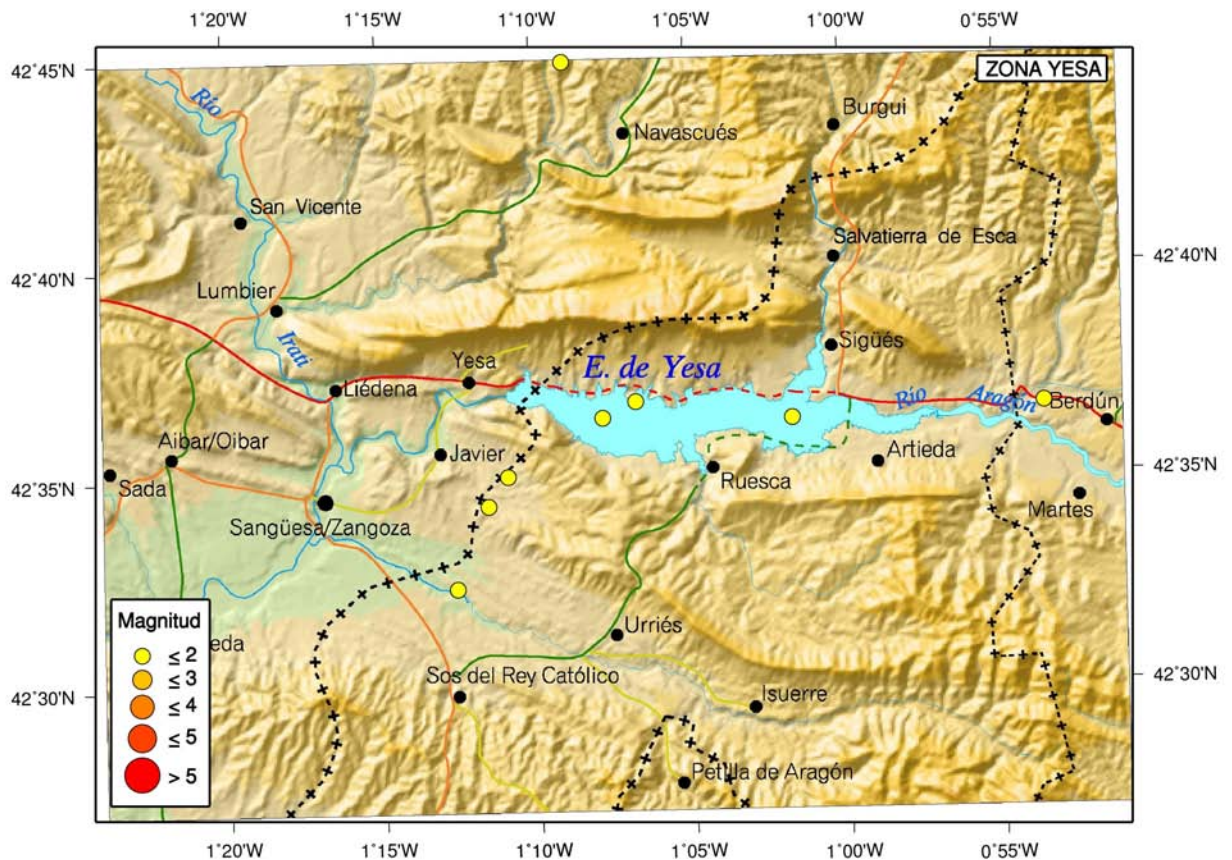 1°20'W 1°15'W 1°10'W 1°05'W 1°00'W 0°55'W
42°45'N
ZONA YESA
Río
Burgui
Navascués
San Vicente
Salvatierra de Esca
42°40'N
42°40'N
Lumbier
Irati
Sigüés
Yesa
E. de Yesa
Liédena
Río Aragón
Berdún
Aibar/Oibar
Javier
Artieda
42°35'N
Sada
Ruesca
42°35'N
Martes
Sangüesa/Zangoza
Magnitud
≤ 2
≤ 3
≤ 4
≤ 5
> 5
eda
Urriés
Sos del Rey Católico
42°30'N
Isuerre
42°30'N
Petilla de Aragón
1°20'W 1°15'W 1°10'W 1°05'W 1°00'W 0°55'W